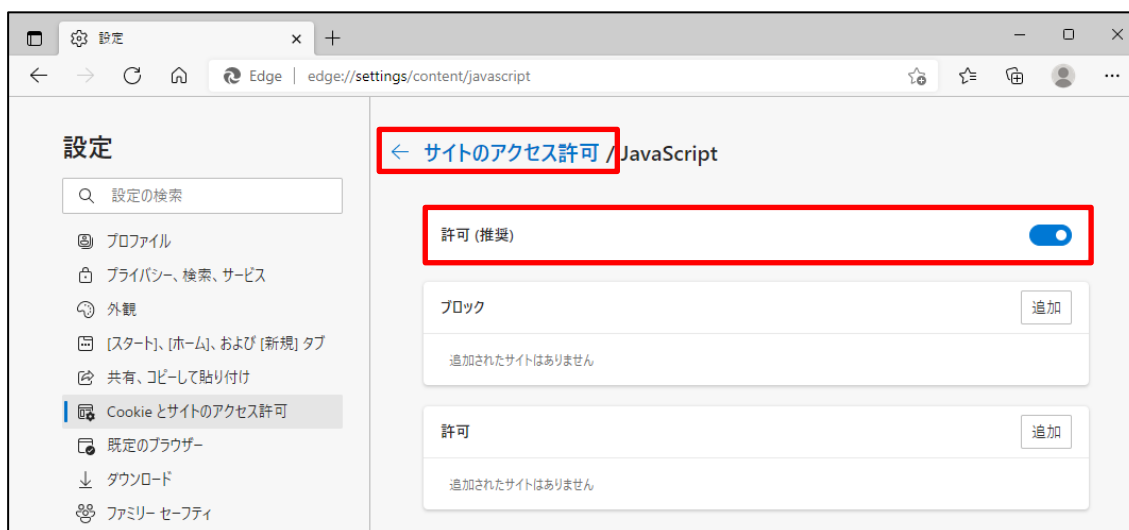 設定
Edge | edge://settings/content/javascript
設定
設定の検索
プロファイル
プライバシー、検索、サービス
外観
[スタート]、[ホーム]、および [新規] タブ
共有、コピーして貼り付け
Cookie とサイトのアクセス許可
既定のブラウザー
ダウンロード
ファミリー セーフティ
サイトのアクセス許可 / JavaScript
許可 (推奨)
ブロック
追加
追加されたサイトはありません
許可
追加
追加されたサイトはありません